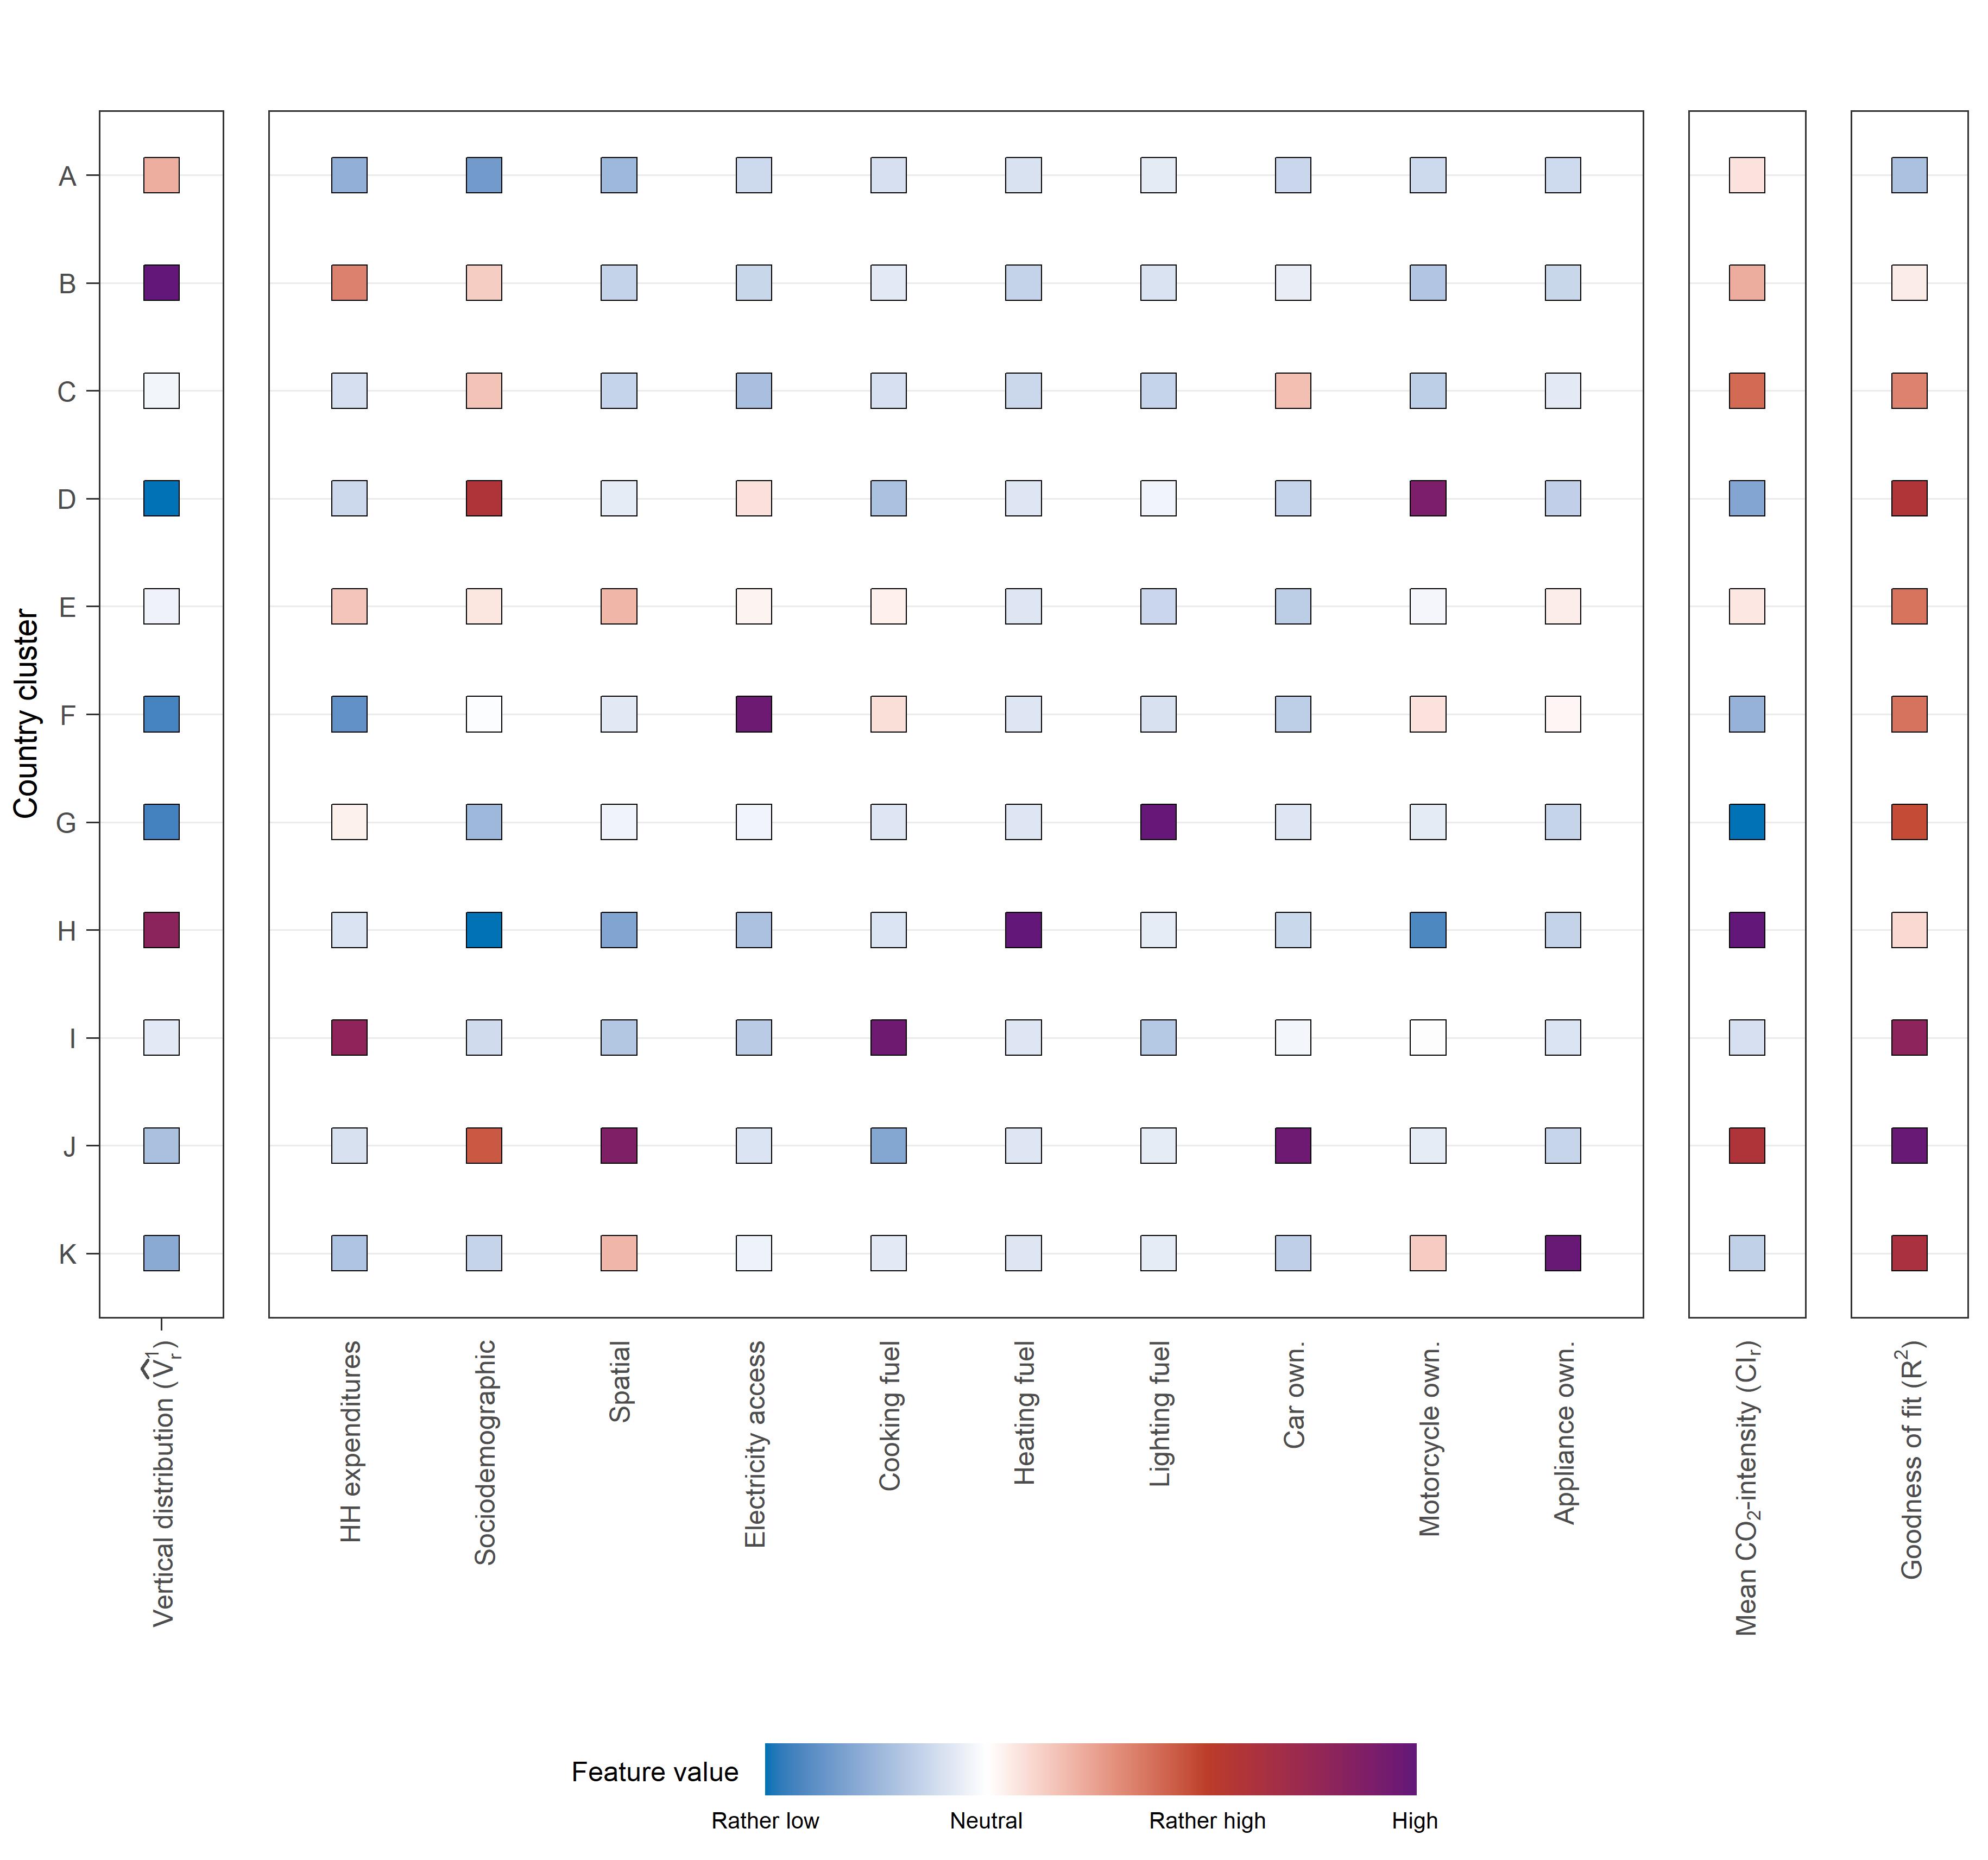 Country cluster
A
B
C
D
E
F
G
H
I
J
K
Vertical distribution (V̂r¹)
HH expenditures
Sociodemographic
Spatial
Electricity access
Cooking fuel
Heating fuel
Lighting fuel
Car own.
Motorcycle own.
Appliance own.
Mean CO₂-intensity (CIᵣ)
Goodness of fit (R²)
Feature value
Rather low
Neutral
Rather high
High